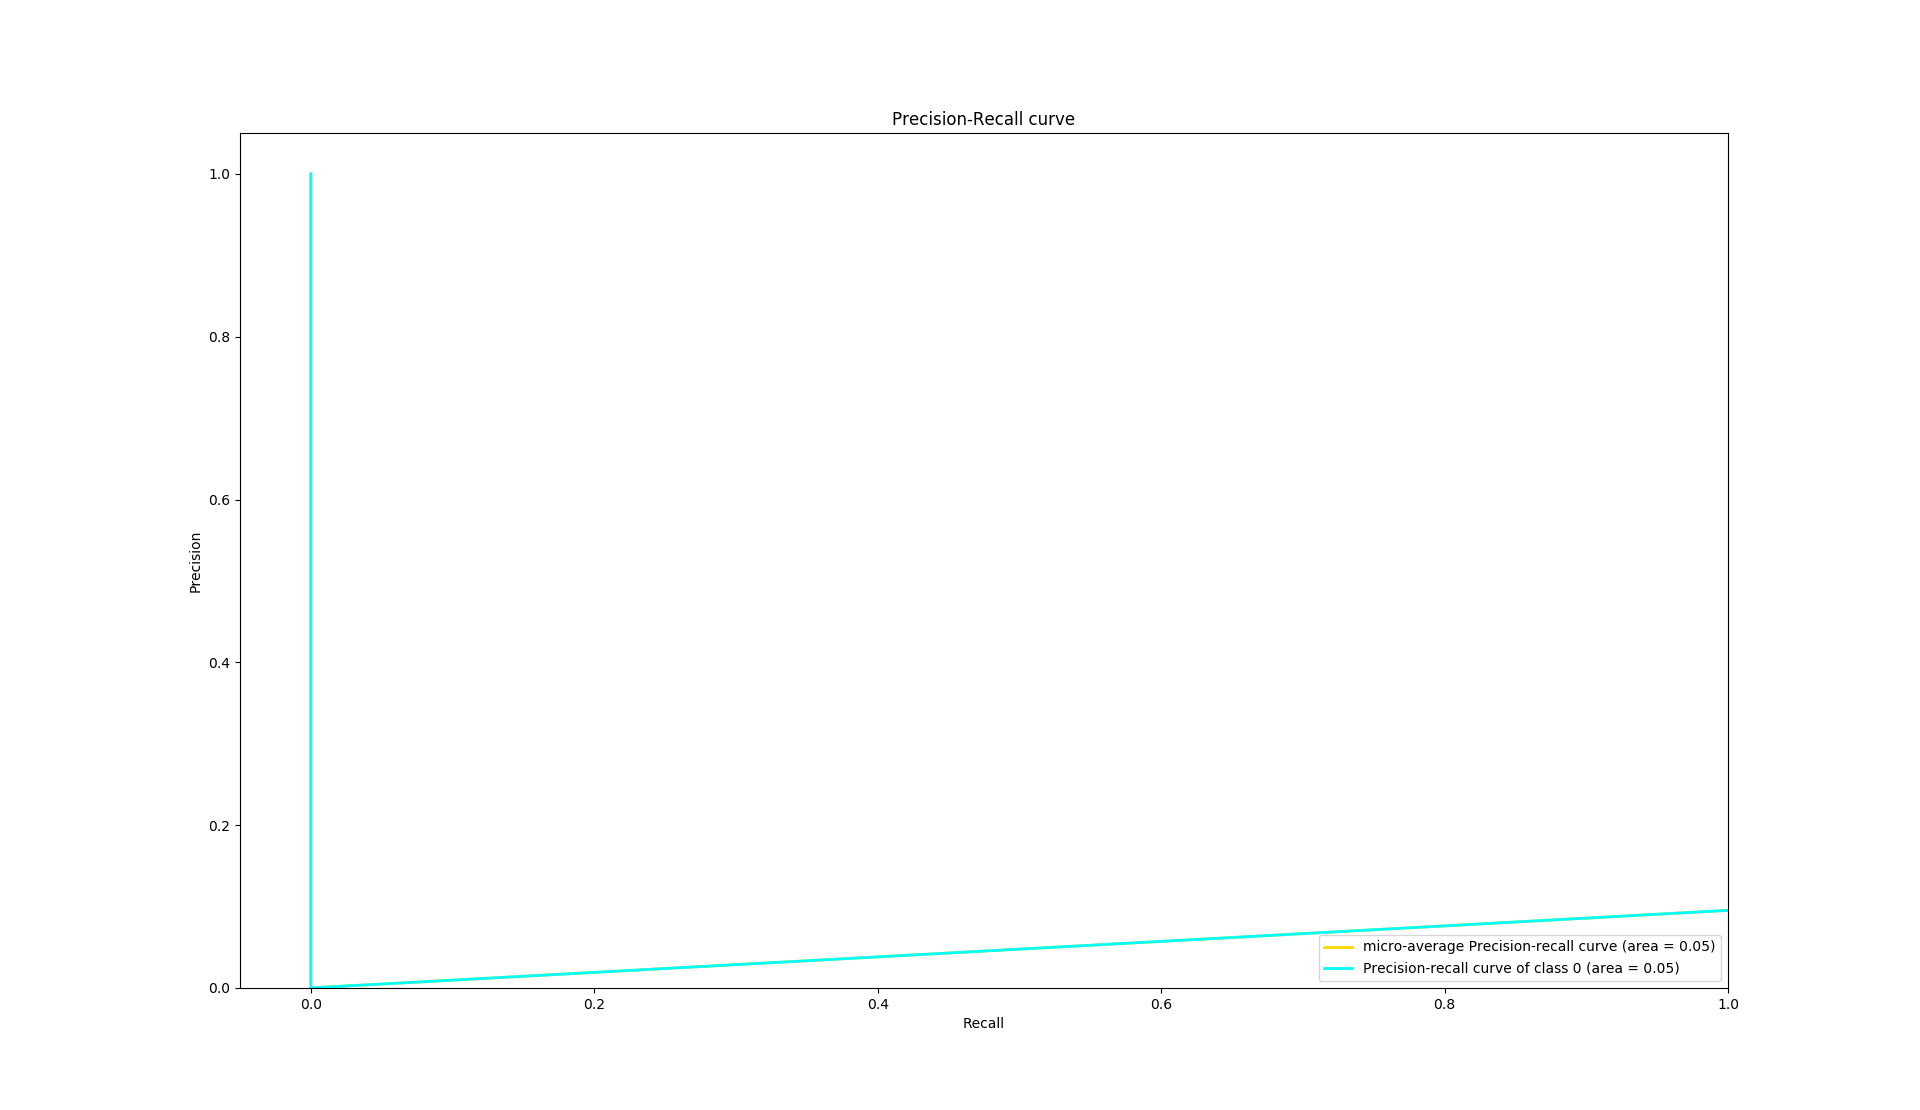 Precision-Recall curve
1.0
0.8
0.6
0.4
0.2
0.0
Precision
0.0 0.2 0.4 0.6 0.8 1.0
Recall
micro-average Precision-recall curve (area = 0.05)
Precision-recall curve of class 0 (area = 0.05)